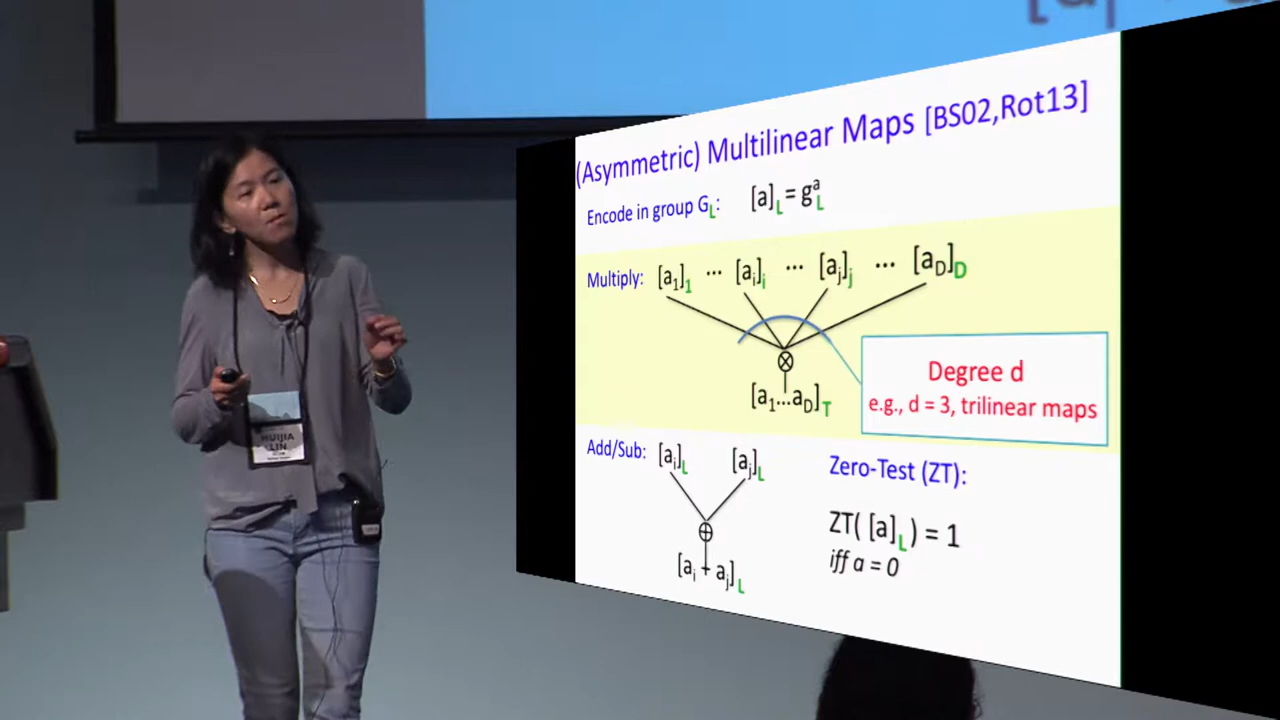 (Asymmetric) Multilinear Maps [BS02,Rot13]
Encode in group G_L: [a]_L = g_L^a
Multiply: [a_1]_1 ... [a_i]_i ... [a_j]_j ... [a_D]_D
⊗
[a_1...a_D]_T
Degree d
e.g., d = 3, trilinear maps
Add/Sub: [a_i]_L [a_j]_L
⊕
[a_i + a_j]_L
Zero-Test (ZT):
ZT( [a]_L ) = 1
iff a = 0
HUIJIA
LIN